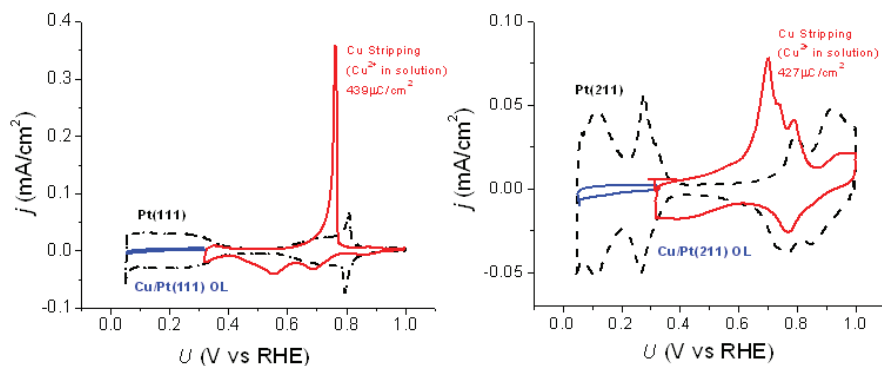 0.4
0.3
0.2
0.1
0.0
-0.1
j (mA/cm²)
Cu Stripping
(Cu²⁺ in solution)
439µC/cm²
Pt(111)
Cu/Pt(111) OL
0.0 0.2 0.4 0.6 0.8 1.0
U (V vs RHE)
0.10
0.05
0.00
-0.05
j (mA/cm²)
Cu Stripping
(Cu²⁺ in solution)
427µC/cm²
Pt(211)
Cu/Pt(211) OL
0.0 0.2 0.4 0.6 0.8 1.0
U (V vs RHE)